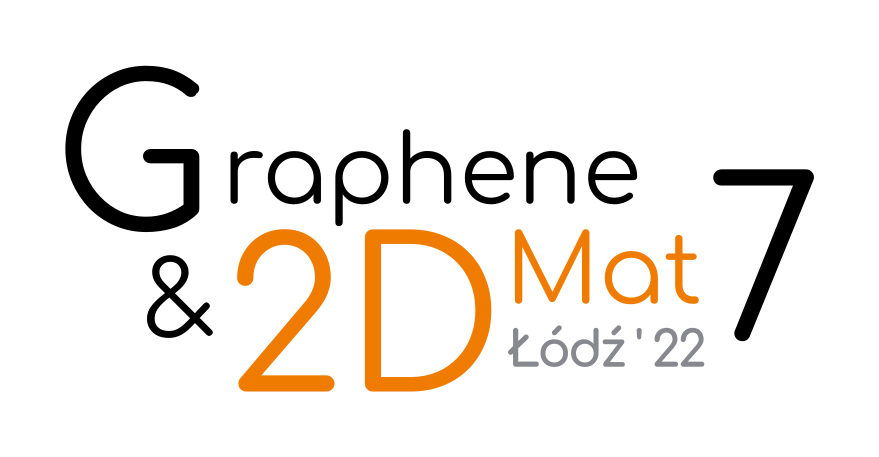 Graphene
& 2D Mat 7
Łódź '22